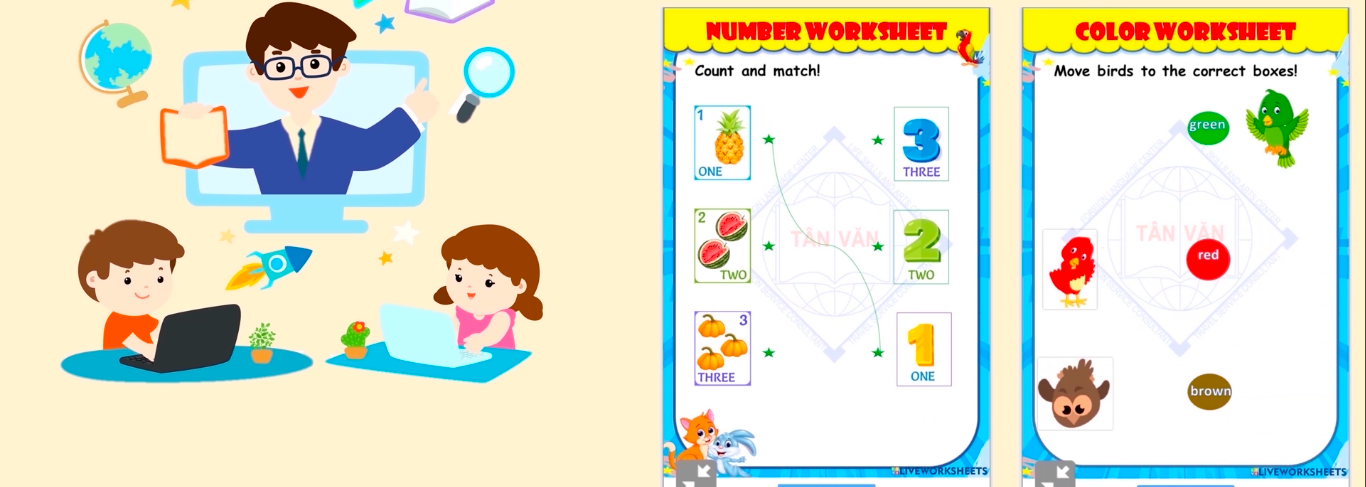 NUMBER WORKSHEET
Count and match!
1
ONE
3
THREE
2
TWO
2
TWO
3
THREE
1
ONE
TÂN VĂN
LIVEWORKSHEETS
COLOR WORKSHEET
Move birds to the correct boxes!
green
red
brown
TÂN VĂN
LIVEWORKSHEETS